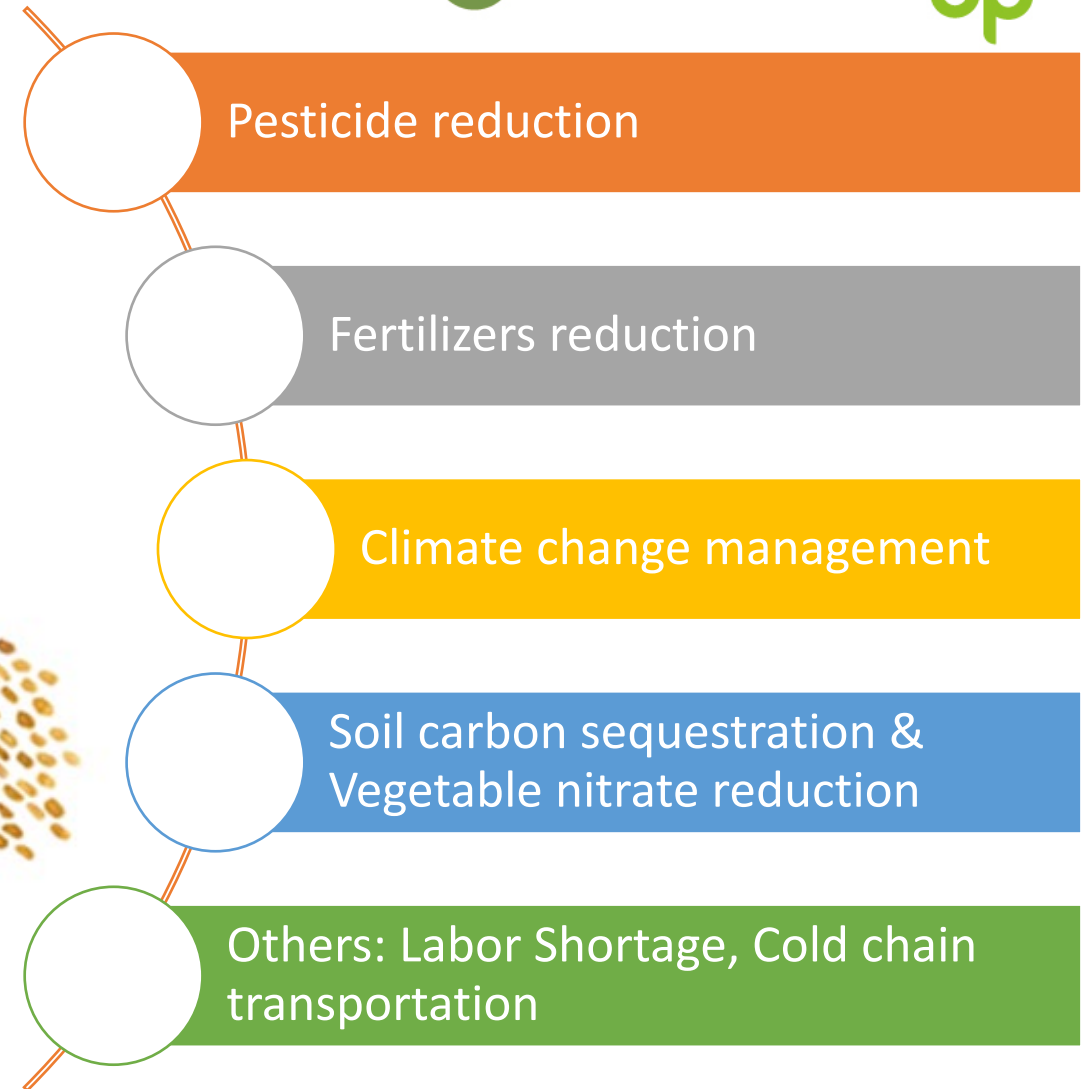 Pesticide reduction
Fertilizers reduction
Climate change management
Soil carbon sequestration &
Vegetable nitrate reduction
Others: Labor Shortage, Cold chain
transportation